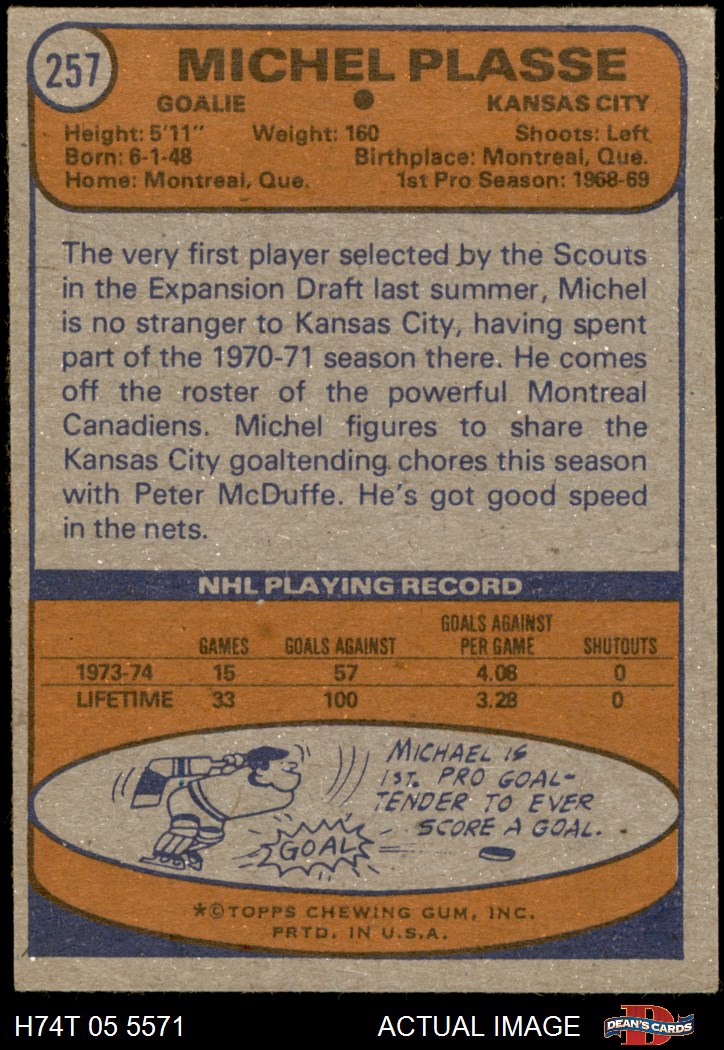 257
MICHEL PLASSE
GOALIE ● KANSAS CITY
Height: 5'11" Weight: 160 Shoots: Left
Born: 6-1-48 Birthplace: Montreal, Que.
Home: Montreal, Que. 1st Pro Season: 1968-69
The very first player selected by the Scouts
in the Expansion Draft last summer, Michel
is no stranger to Kansas City, having spent
part of the 1970-71 season there. He comes
off the roster of the powerful Montreal
Canadiens. Michel figures to share the
Kansas City goaltending chores this season
with Peter McDuffe. He's got good speed
in the nets.
NHL PLAYING RECORD
GAMES GOALS AGAINST GOALS AGAINST PER GAME SHUTOUTS
1973-74 15 57 4.08 0
LIFETIME 33 100 3.28 0
MICHAEL IS
1ST. PRO GOAL-
TENDER TO EVER
SCORE A GOAL.
GOAL
*©TOPPS CHEWING GUM, INC.
PRTD. IN U.S.A.
H74T 05 5571 ACTUAL IMAGE D DEAN'S CARDS